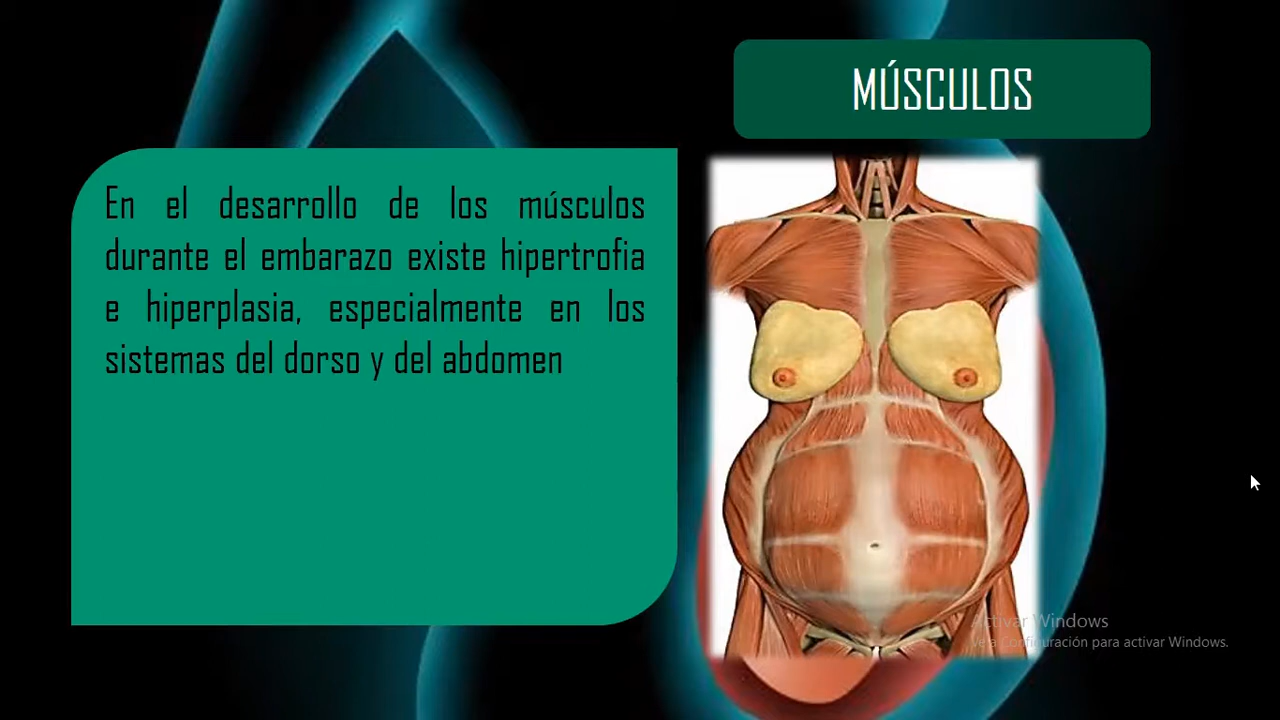 MÚSCULOS
En el desarrollo de los músculos
durante el embarazo existe hipertrofia
e hiperplasia, especialmente en los
sistemas del dorso y del abdomen
Activar Windows
Ve a Configuración para activar Windows.